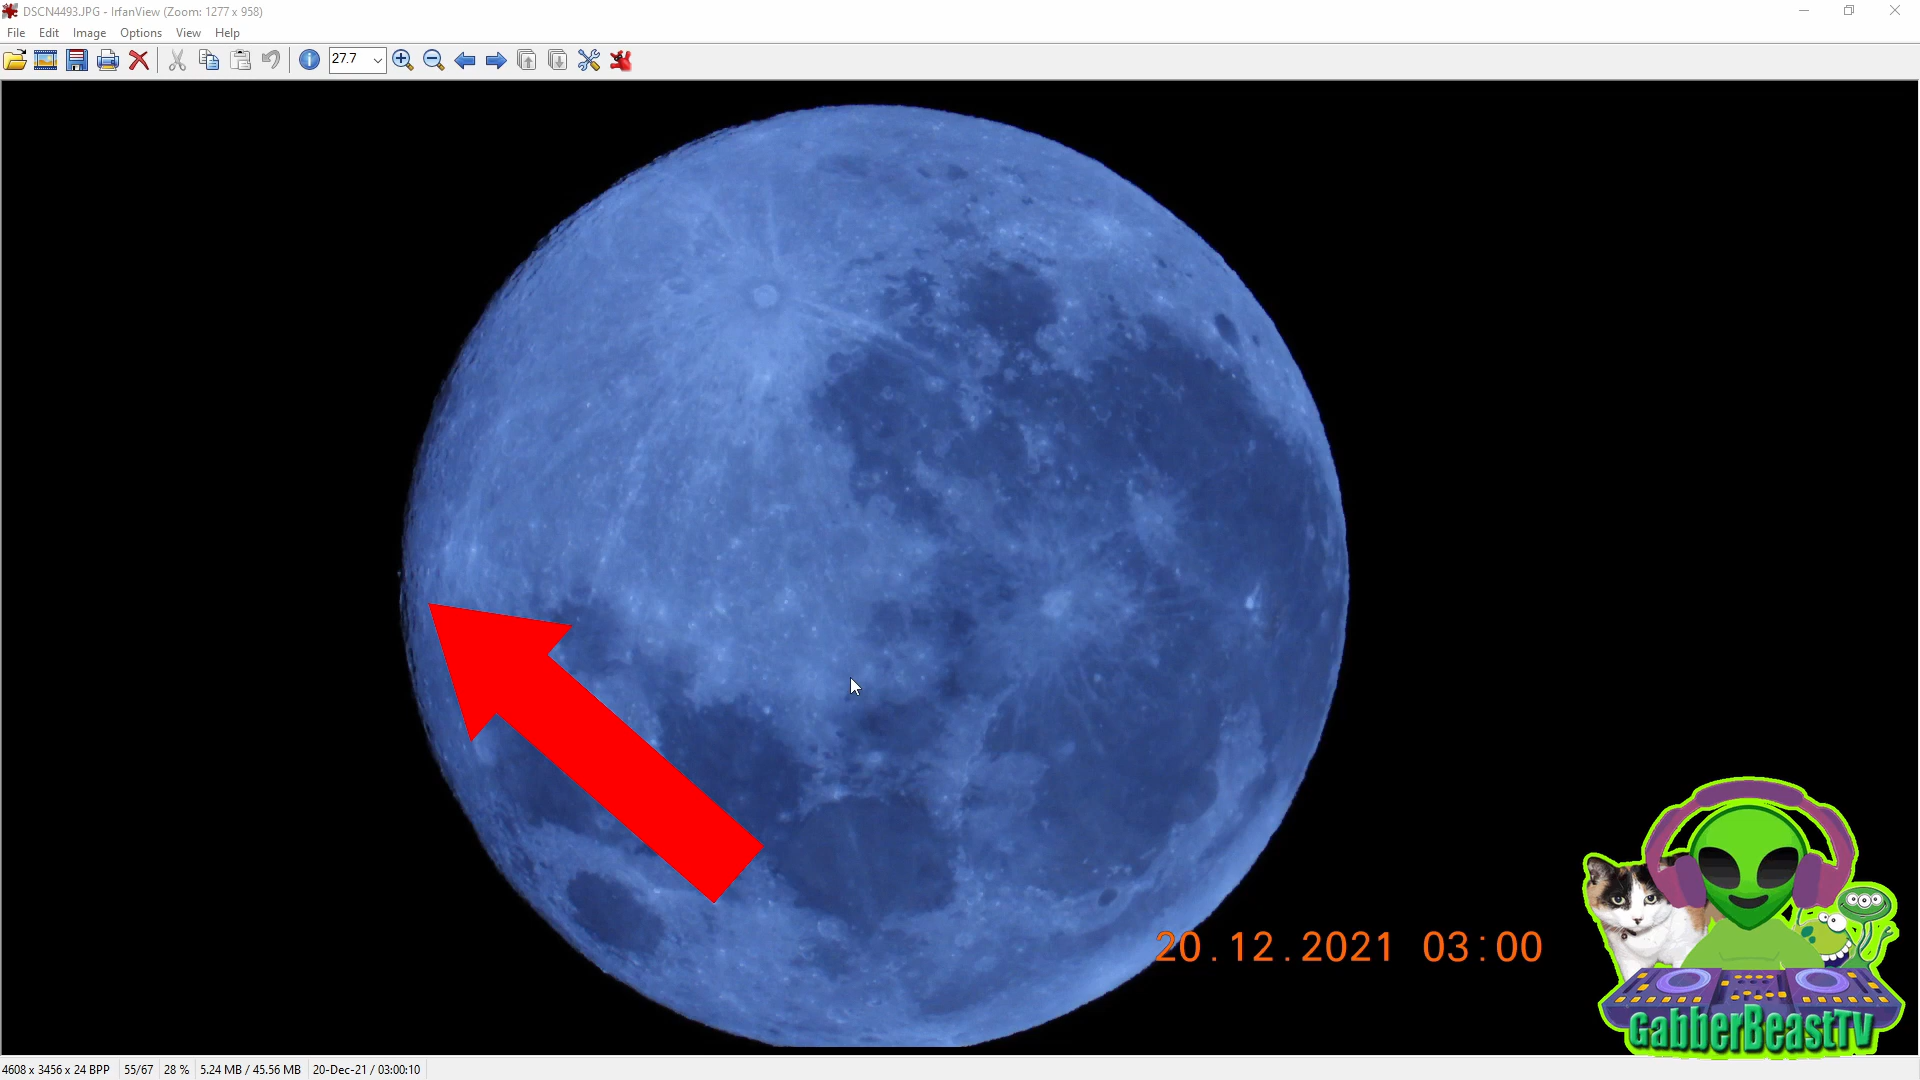 DSCN4493.JPG - IrfanView (Zoom: 1277 x 958)
File Edit Image Options View Help
27.7
20.12.2021 03:00
GabberBeastTV
4608 x 3456 x 24 BPP 55/67 28 % 5.24 MB / 45.56 MB 20-Dec-21 / 03:00:10